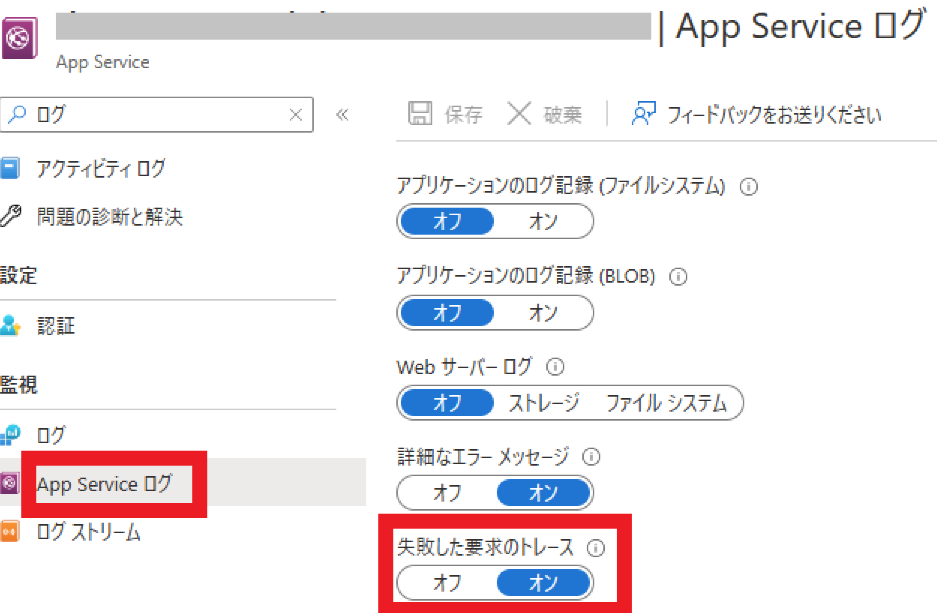 | App Service ログ
App Service
ログ
保存 破棄 フィードバックをお送りください
アクティビティ ログ
問題の診断と解決
設定
認証
監視
ログ
App Service ログ
ログ ストリーム
アプリケーションのログ記録 (ファイルシステム)
オフ オン
アプリケーションのログ記録 (BLOB)
オフ オン
Web サーバー ログ
オフ ストレージ ファイル システム
詳細なエラー メッセージ
オフ オン
失敗した要求のトレース
オフ オン